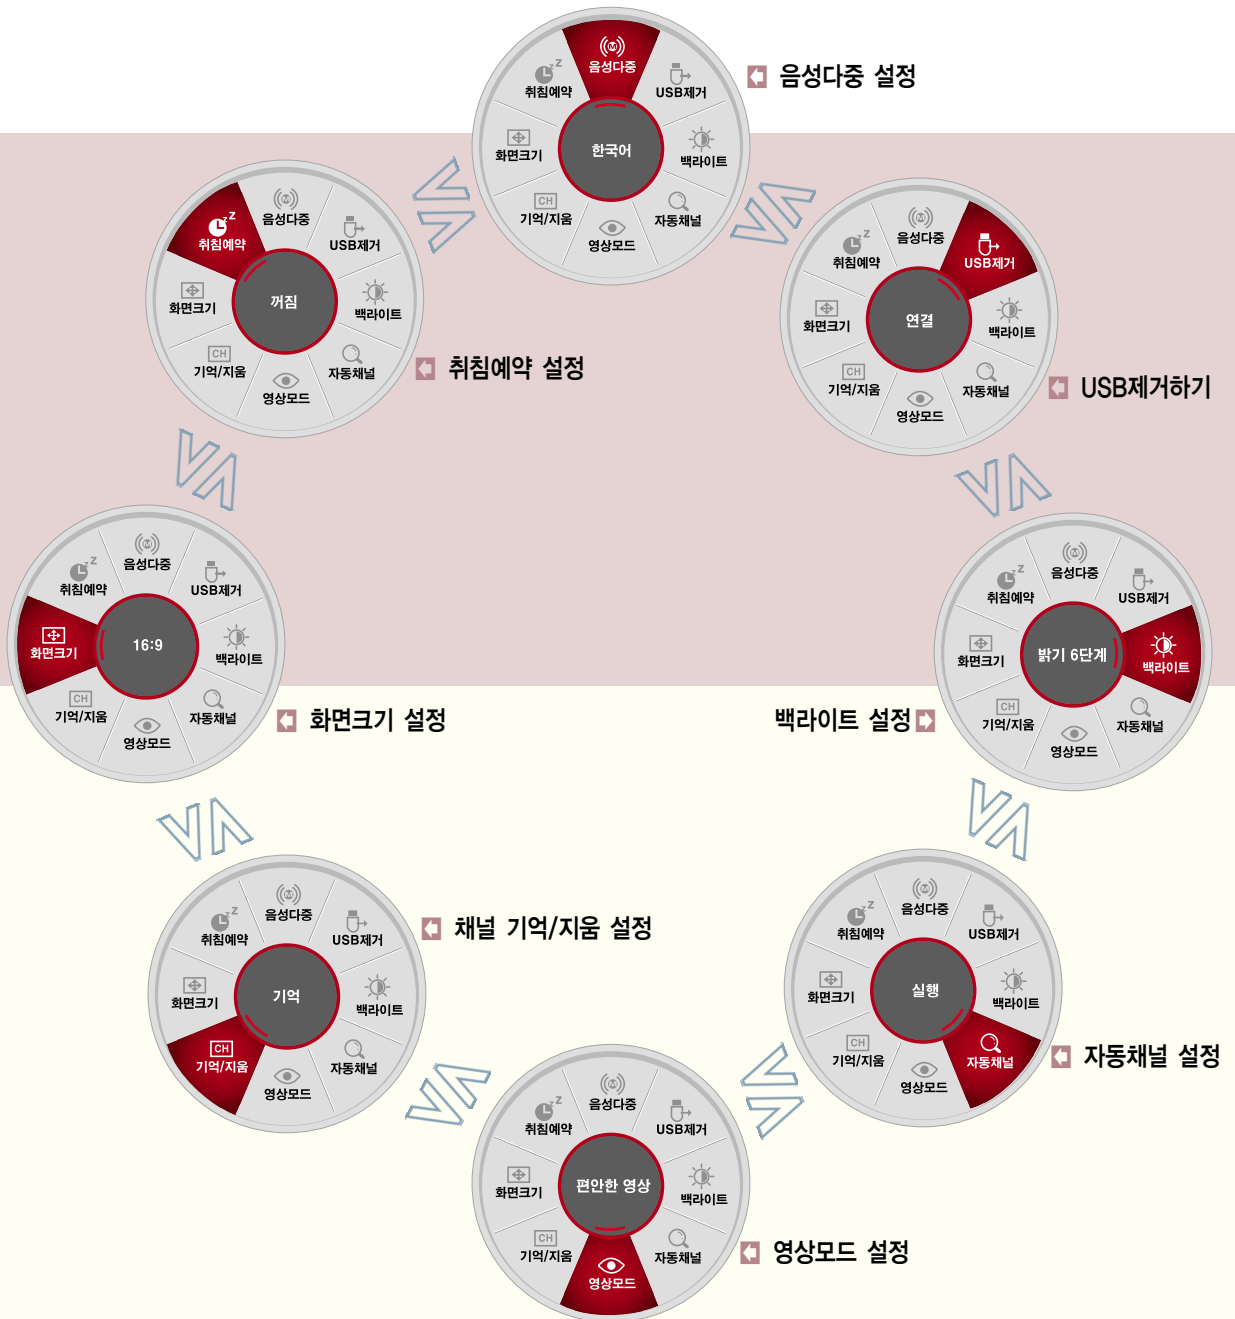 음성다중
취침예약
USB제거
화면크기
한국어
백라이트
기억/지움
자동채널
영상모드
음성다중 설정
음성다중
취침예약
USB제거
화면크기
꺼짐
백라이트
기억/지움
자동채널
영상모드
취침예약 설정
음성다중
취침예약
USB제거
화면크기
연결
백라이트
기억/지움
자동채널
영상모드
USB제거하기
음성다중
취침예약
USB제거
화면크기
16:9
백라이트
기억/지움
자동채널
영상모드
화면크기 설정
음성다중
취침예약
USB제거
화면크기
밝기 6단계
백라이트
기억/지움
자동채널
영상모드
백라이트 설정
음성다중
취침예약
USB제거
화면크기
기억
백라이트
CH
기억/지움
자동채널
영상모드
채널 기억/지움 설정
음성다중
취침예약
USB제거
화면크기
실행
백라이트
기억/지움
자동채널
영상모드
자동채널 설정
음성다중
취침예약
USB제거
화면크기
편안한 영상
백라이트
기억/지움
자동채널
영상모드
영상모드 설정